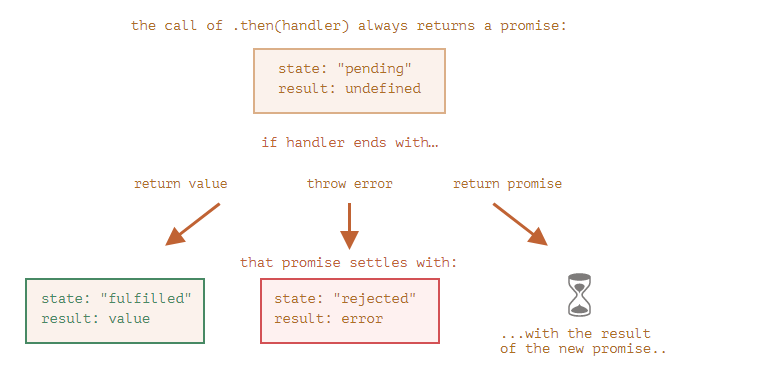 the call of .then(handler) always returns a promise:
state: "pending"
result: undefined
if handler ends with…
return value
throw error
return promise
that promise settles with:
state: "fulfilled"
result: value
state: "rejected"
result: error
...with the result
of the new promise..